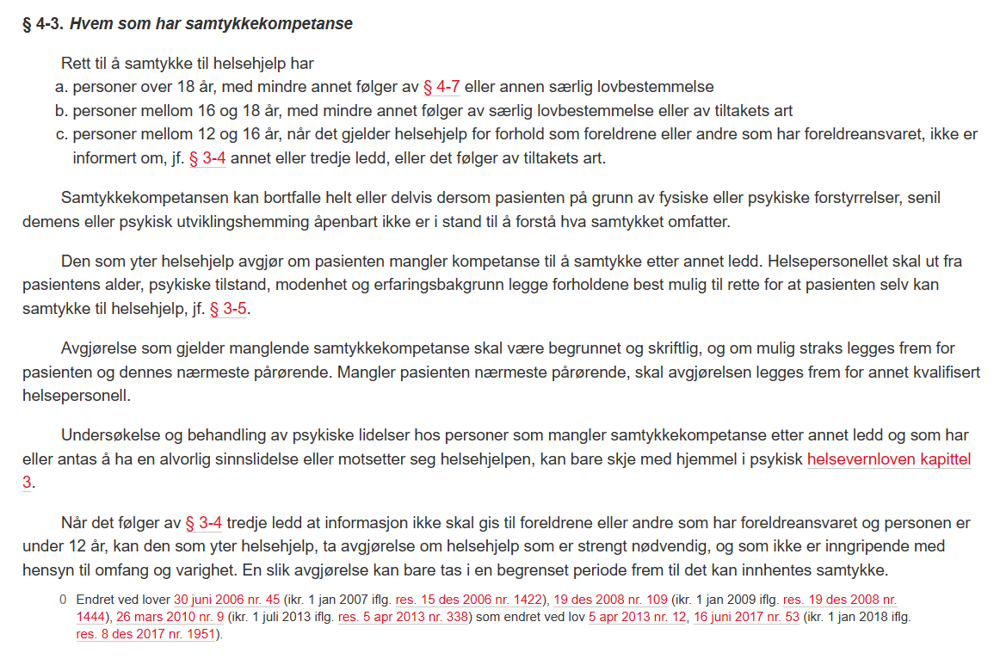 § 4-3. Hvem som har samtykkekompetanse
Rett til å samtykke til helsehjelp har
a. personer over 18 år, med mindre annet følger av § 4-7 eller annen særlig lovbestemmelse
b. personer mellom 16 og 18 år, med mindre annet følger av særlig lovbestemmelse eller av tiltakets art
c. personer mellom 12 og 16 år, når det gjelder helsehjelp for forhold som foreldrene eller andre som har foreldreansvaret, ikke er
informert om, jf. § 3-4 annet eller tredje ledd, eller det følger av tiltakets art.
Samtykkekompetansen kan bortfalle helt eller delvis dersom pasienten på grunn av fysiske eller psykiske forstyrrelser, senil
demens eller psykisk utviklingshemming åpenbart ikke er i stand til å forstå hva samtykket omfatter.
Den som yter helsehjelp avgjør om pasienten mangler kompetanse til å samtykke etter annet ledd. Helsepersonellet skal ut fra
pasientens alder, psykiske tilstand, modenhet og erfaringsbakgrunn legge forholdene best mulig til rette for at pasienten selv kan
samtykke til helsehjelp, jf. § 3-5.
Avgjørelse som gjelder manglende samtykkekompetanse skal være begrunnet og skriftlig, og om mulig straks legges frem for
pasienten og dennes nærmeste pårørende. Mangler pasienten nærmeste pårørende, skal avgjørelsen legges frem for annet kvalifisert
helsepersonell.
Undersøkelse og behandling av psykiske lidelser hos personer som mangler samtykkekompetanse etter annet ledd og som har
eller antas å ha en alvorlig sinnslidelse eller motsetter seg helsehjelpen, kan bare skje med hjemmel i psykisk helsevernloven kapittel
3.
Når det følger av § 3-4 tredje ledd at informasjon ikke skal gis til foreldrene eller andre som har foreldreansvaret og personen er
under 12 år, kan den som yter helsehjelp, ta avgjørelse om helsehjelp som er strengt nødvendig, og som ikke er inngripende med
hensyn til omfang og varighet. En slik avgjørelse kan bare tas i en begrenset periode frem til det kan innhentes samtykke.
0 Endret ved lover 30 juni 2006 nr. 45 (ikr. 1 jan 2007 iflg. res. 15 des 2006 nr. 1422), 19 des 2008 nr. 109 (ikr. 1 jan 2009 iflg. res. 19 des 2008 nr.
1444), 26 mars 2010 nr. 9 (ikr. 1 juli 2013 iflg. res. 5 apr 2013 nr. 338) som endret ved lov 5 apr 2013 nr. 12, 16 juni 2017 nr. 53 (ikr. 1 jan 2018 iflg.
res. 8 des 2017 nr. 1951).